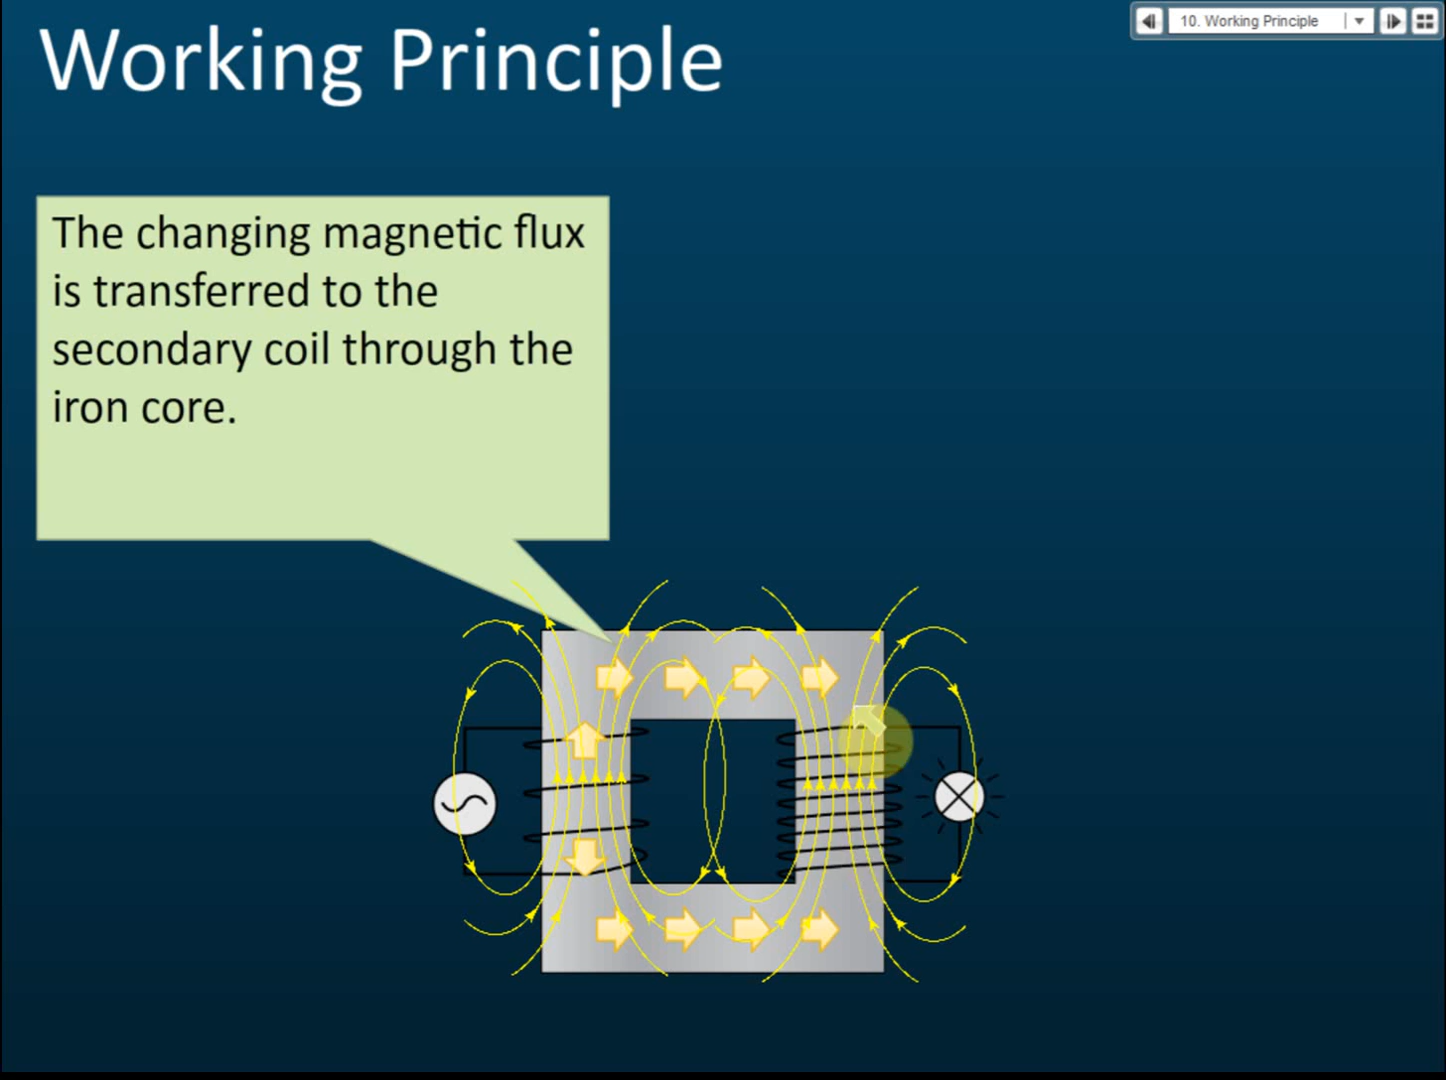 Working Principle
10. Working Principle
The changing magnetic flux
is transferred to the
secondary coil through the
iron core.